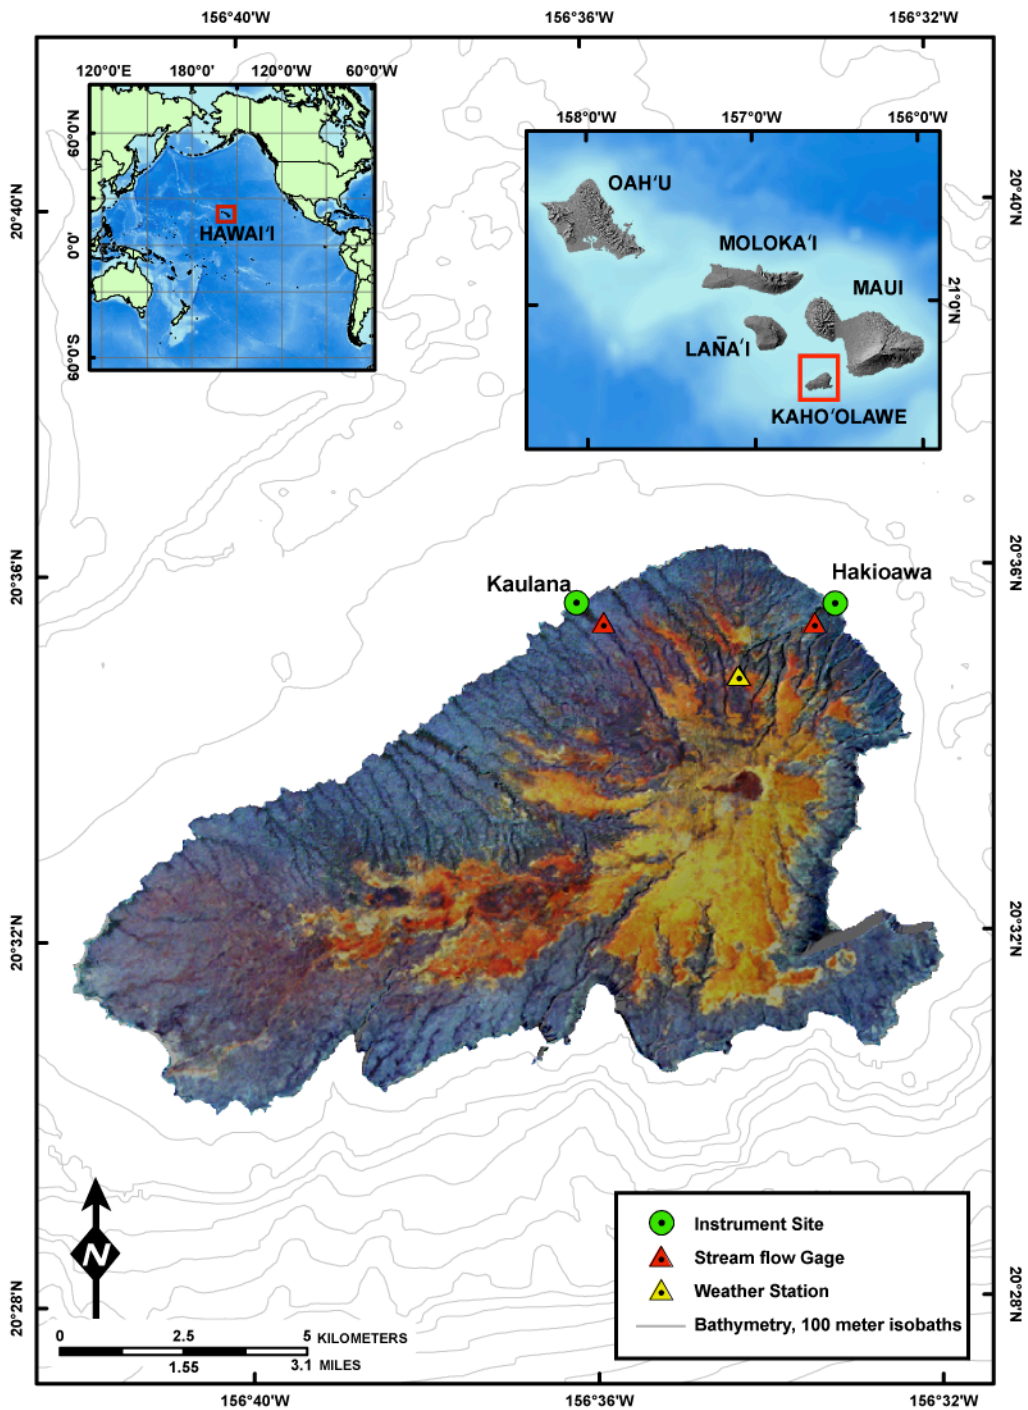 156°40'W 156°36'W 156°32'W
120°0'E 180°0' 120°0'W 60°0'W
60°0'N
0°0'
60°0'S
HAWAI‘I
158°0'W 157°0'W 156°0'W
OAH‘U
MOLOKA‘I
MAUI
LAÑA‘I
KAHO‘OLAWE
21°0'N
20°40'N
20°40'N
20°36'N
20°36'N
Kaulana
Hakioawa
20°32'N
20°32'N
20°28'N
20°28'N
N
0 2.5 5 KILOMETERS
1.55 3.1 MILES
Instrument Site
Stream flow Gage
Weather Station
Bathymetry, 100 meter isobaths
156°40'W 156°36'W 156°32'W